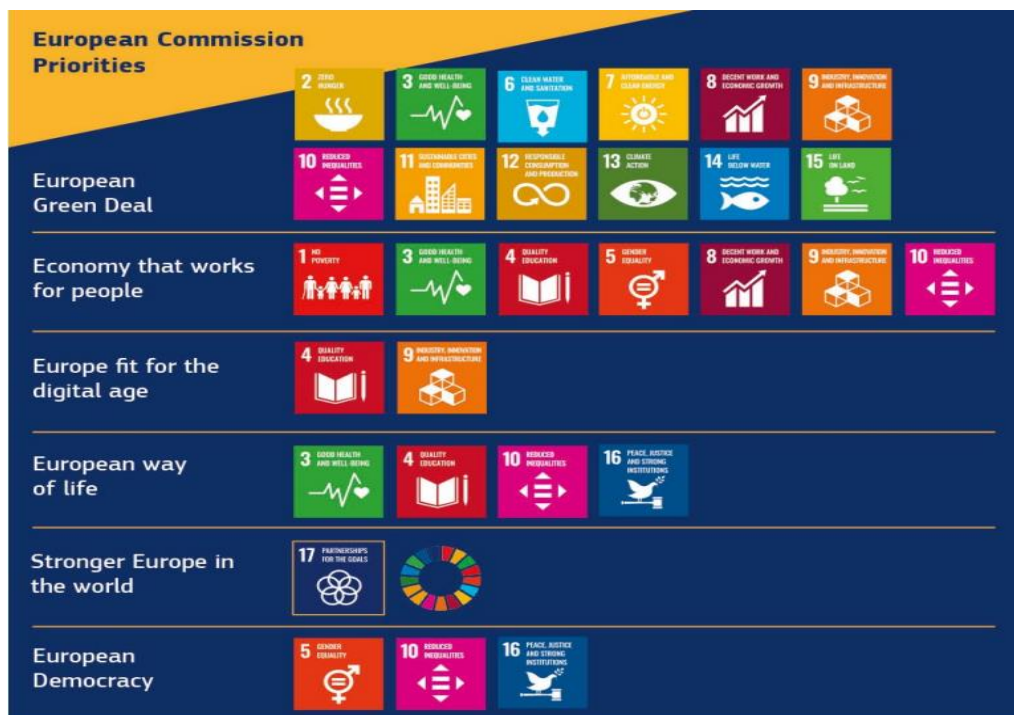 European Commission
Priorities
2 ZERO
HUNGER
3 GOOD HEALTH
AND WELL-BEING
6 CLEAN WATER
AND SANITATION
7 AFFORDABLE AND
CLEAN ENERGY
8 DECENT WORK AND
ECONOMIC GROWTH
9 INDUSTRY, INNOVATION
AND INFRASTRUCTURE
European
Green Deal
10 REDUCED
INEQUALITIES
11 SUSTAINABLE CITIES
AND COMMUNITIES
12 RESPONSIBLE
CONSUMPTION
AND PRODUCTION
13 CLIMATE
ACTION
14 LIFE
BELOW WATER
15 LIFE
ON LAND
Economy that works
for people
1 NO
POVERTY
3 GOOD HEALTH
AND WELL-BEING
4 QUALITY
EDUCATION
5 GENDER
EQUALITY
8 DECENT WORK AND
ECONOMIC GROWTH
9 INDUSTRY, INNOVATION
AND INFRASTRUCTURE
10 REDUCED
INEQUALITIES
Europe fit for the
digital age
4 QUALITY
EDUCATION
9 INDUSTRY, INNOVATION
AND INFRASTRUCTURE
European way
of life
3 GOOD HEALTH
AND WELL-BEING
4 QUALITY
EDUCATION
10 REDUCED
INEQUALITIES
16 PEACE, JUSTICE
AND STRONG
INSTITUTIONS
Stronger Europe in
the world
17 PARTNERSHIPS
FOR THE GOALS
European
Democracy
5 GENDER
EQUALITY
10 REDUCED
INEQUALITIES
16 PEACE, JUSTICE
AND STRONG
INSTITUTIONS